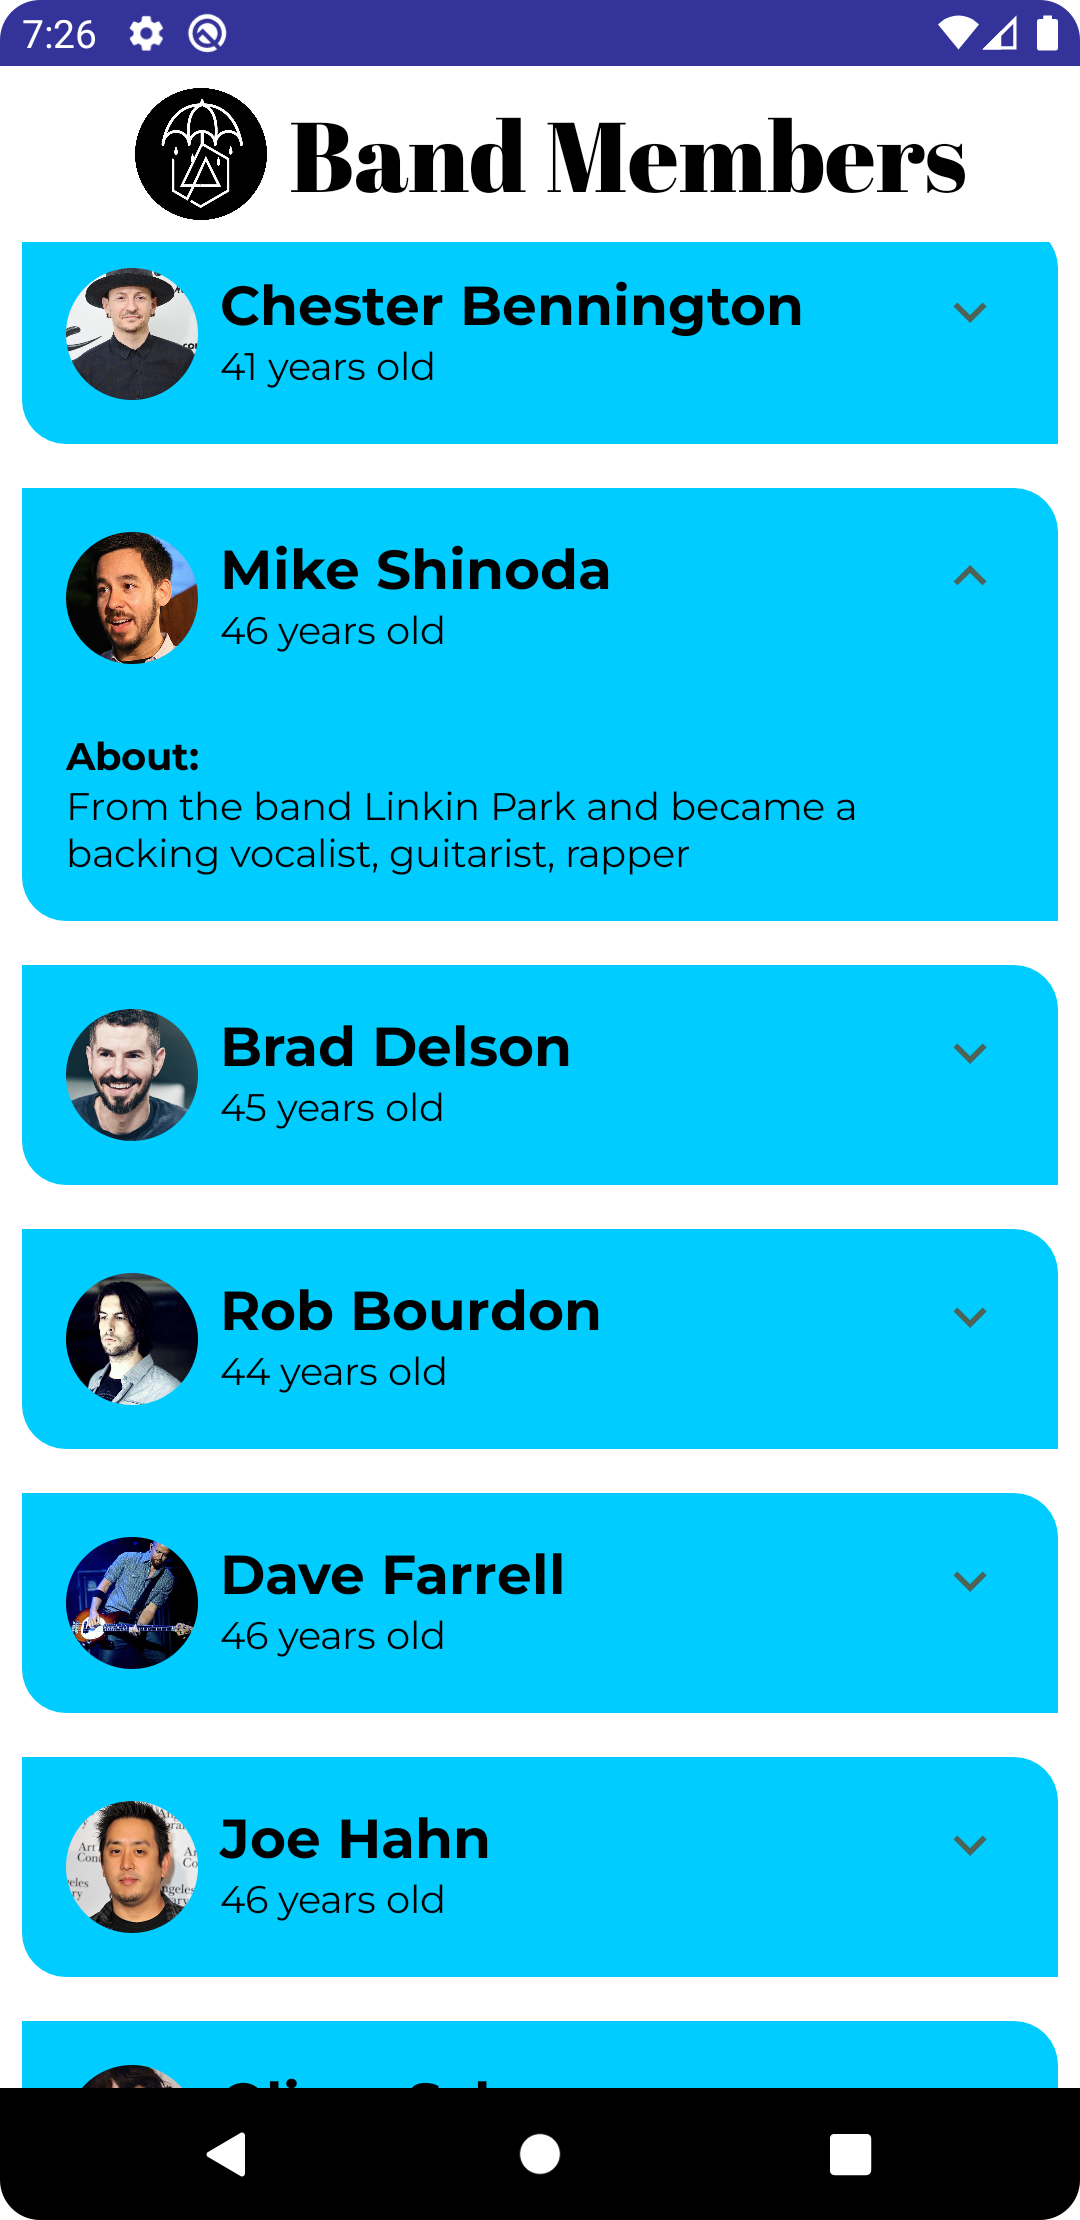 7:26
Band Members
Chester Bennington
41 years old
Mike Shinoda
46 years old
About:
From the band Linkin Park and became a
backing vocalist, guitarist, rapper
Brad Delson
45 years old
Rob Bourdon
44 years old
Dave Farrell
46 years old
Joe Hahn
46 years old